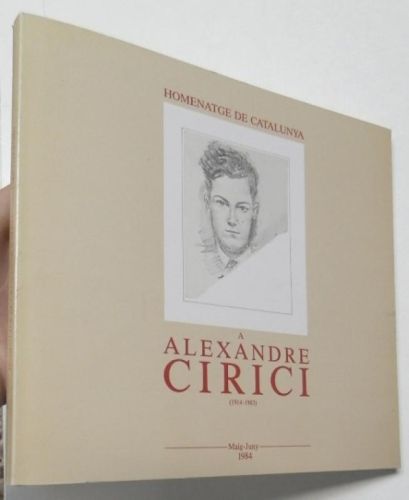 HOMENATGE DE CATALUNYA
A
ALEXANDRE
CIRICI
(1914-1983)
Maig-Juny
1984